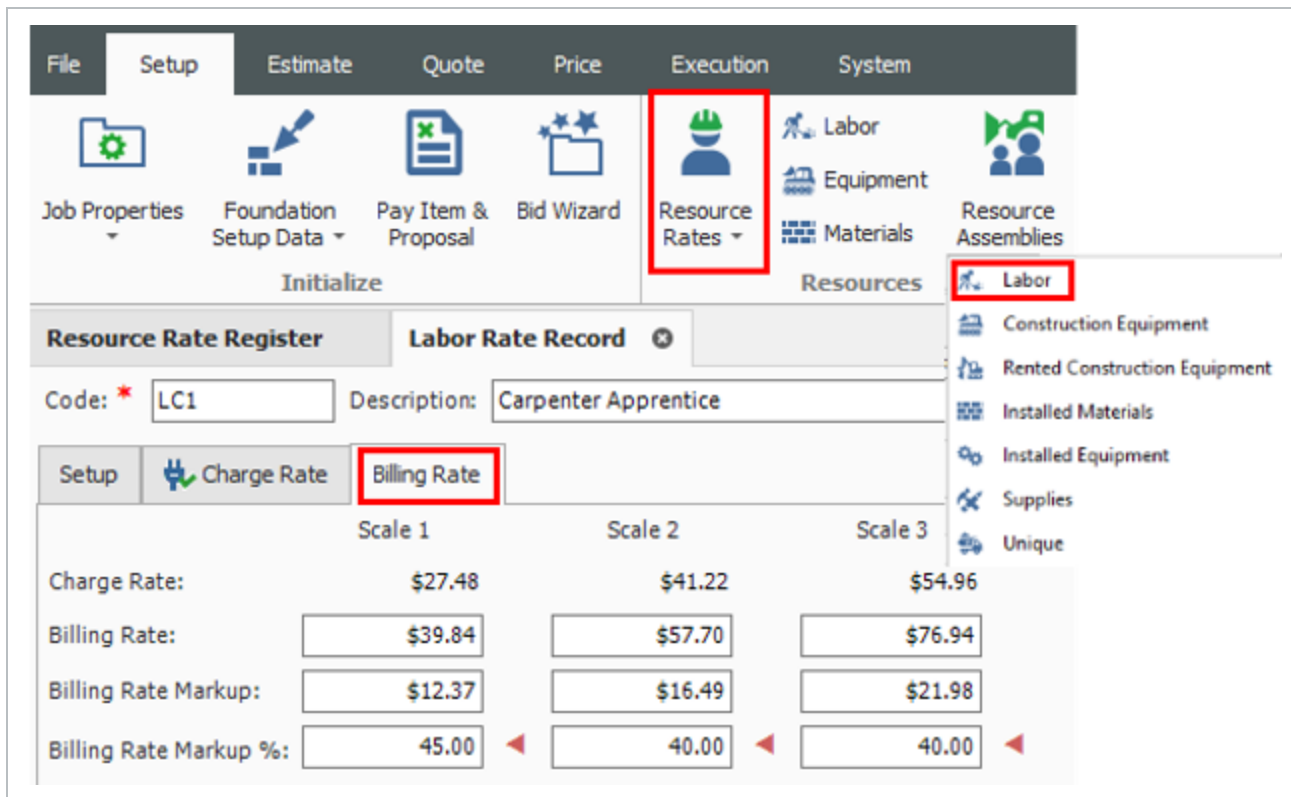 File Setup Estimate Quote Price Execution System
Job Properties
Foundation Setup Data
Pay Item & Proposal
Bid Wizard
Resource Rates
Labor
Equipment
Materials
Resource Assemblies
Initialize
Resources
Labor
Construction Equipment
Rented Construction Equipment
Installed Materials
Installed Equipment
Supplies
Unique
Resource Rate Register Labor Rate Record
Code: * LC1 Description: Carpenter Apprentice
Setup Charge Rate Billing Rate
Scale 1 Scale 2 Scale 3
Charge Rate: $27.48 $41.22 $54.96
Billing Rate: $39.84 $57.70 $76.94
Billing Rate Markup: $12.37 $16.49 $21.98
Billing Rate Markup %: 45.00 40.00 40.00